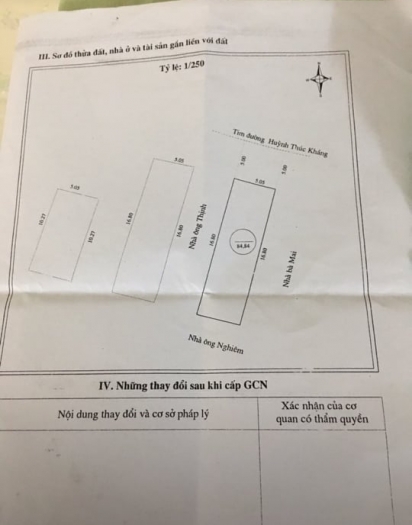 III. Sơ đồ thửa đất, nhà ở và tài sản gắn liền với đất
Tỷ lệ: 1/250
Tim đường Huỳnh Thúc Kháng
5.00
5.00
5.05
5.05
5.05
10.27
10.27
16.80
16.80
Nhà ông Thịnh
16.80
84.84
16.80
Nhà bà Mai
Nhà ông Nghiêm
IV. Những thay đổi sau khi cấp GCN
Nội dung thay đổi và cơ sở pháp lý
Xác nhận của cơ
quan có thẩm quyền